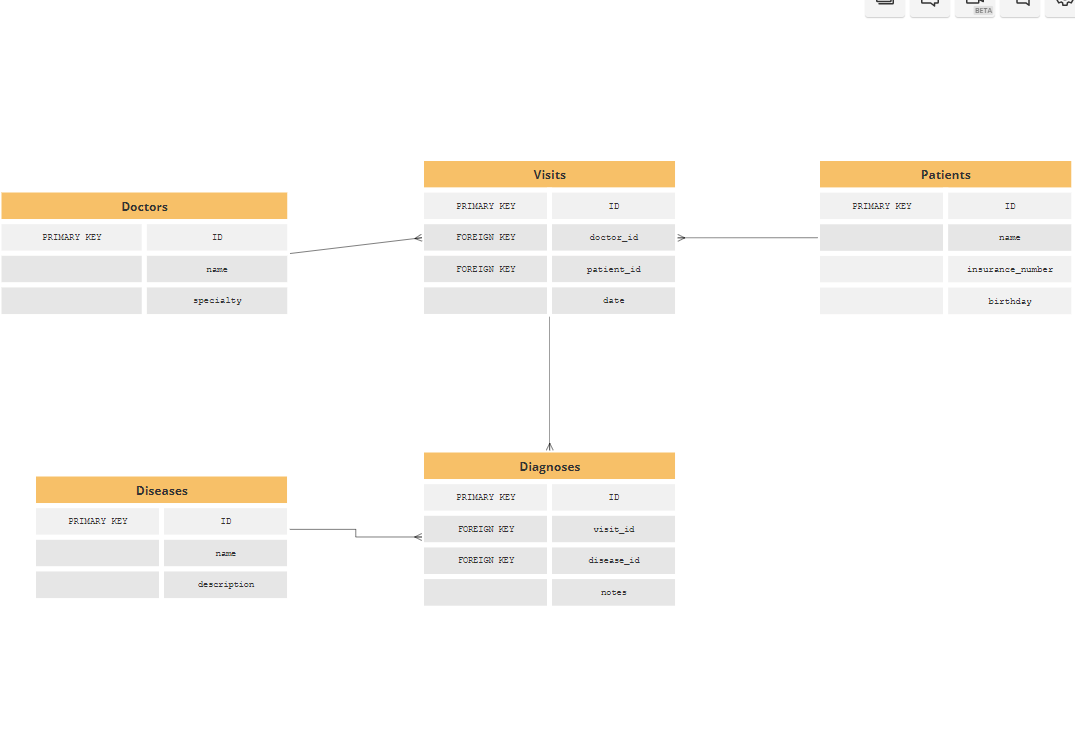 BETA
Visits
PRIMARY KEY ID
FOREIGN KEY doctor_id
FOREIGN KEY patient_id
date
Patients
PRIMARY KEY ID
name
insurance_number
birthday
Doctors
PRIMARY KEY ID
name
specialty
Diagnoses
PRIMARY KEY ID
FOREIGN KEY visit_id
FOREIGN KEY disease_id
notes
Diseases
PRIMARY KEY ID
name
description